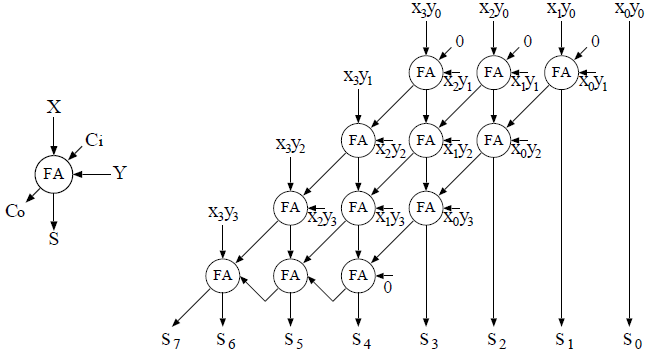 x₃y₀ x₂y₀ x₁y₀ x₀y₀
0 0 0
x₃y₁ FA x₂y₁ FA x₁y₁ FA x₀y₁
X
Ci
x₃y₂ FA x₂y₂ FA x₁y₂ FA x₀y₂
FA Y
Co
x₃y₃ FA x₂y₃ FA x₁y₃ FA x₀y₃
S
FA FA FA 0
S₇ S₆ S₅ S₄ S₃ S₂ S₁ S₀